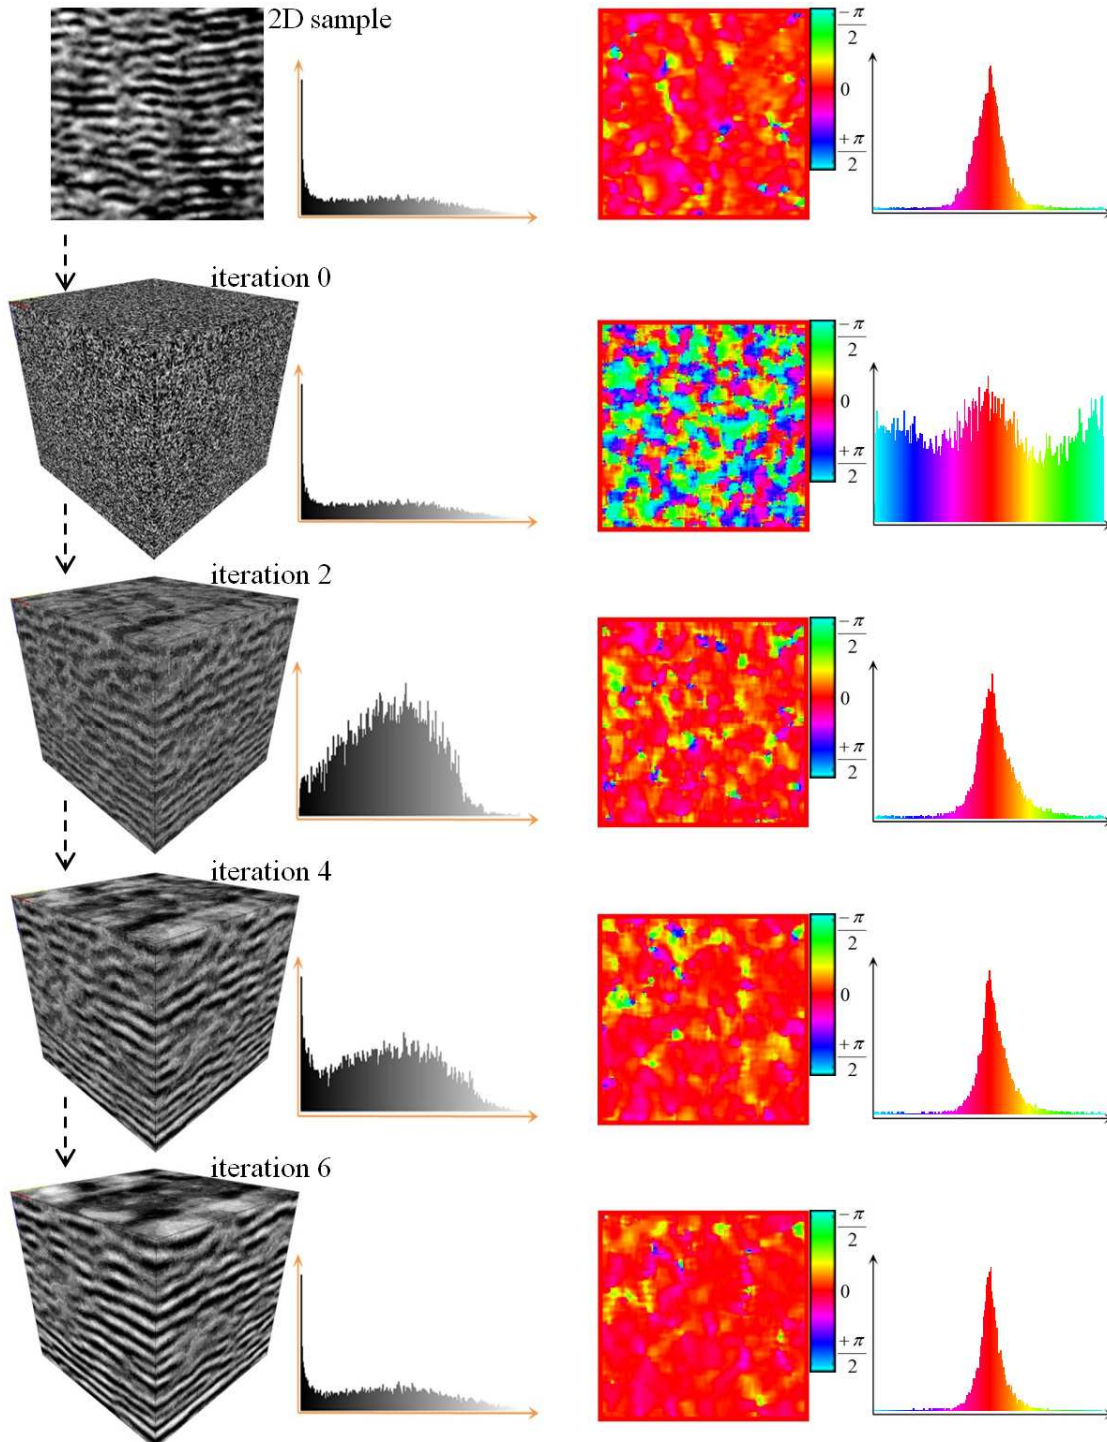 2D sample
−π
2
0
+π
2
iteration 0
−π
2
0
+π
2
iteration 2
−π
2
0
+π
2
iteration 4
−π
2
0
+π
2
iteration 6
−π
2
0
+π
2